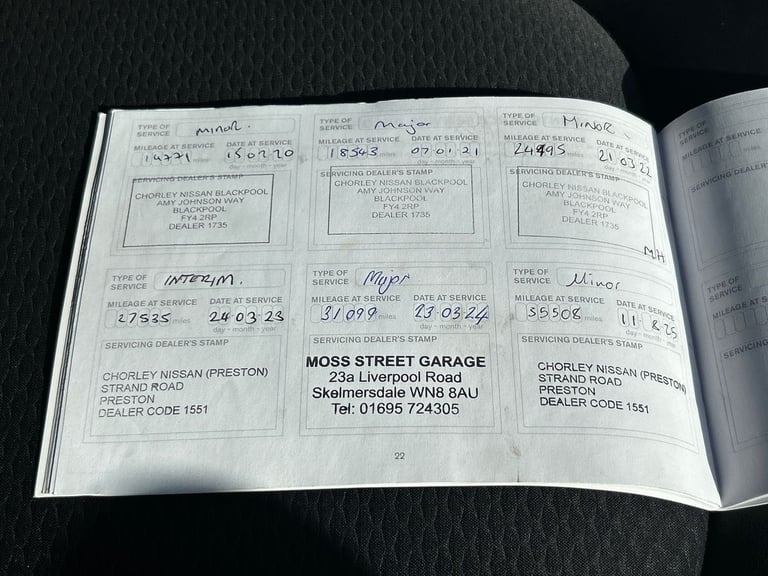 TYPE OF SERVICE Minor.
MILEAGE AT SERVICE DATE AT SERVICE
14771 miles 15 02 20
day - month - year
SERVICING DEALER'S STAMP
CHORLEY NISSAN BLACKPOOL
AMY JOHNSON WAY
BLACKPOOL
FY4 2RP
DEALER 1735
TYPE OF SERVICE Major
MILEAGE AT SERVICE DATE AT SERVICE
18543 miles 07 01 21
day - month - year
SERVICING DEALER'S STAMP
CHORLEY NISSAN BLACKPOOL
AMY JOHNSON WAY
BLACKPOOL
FY4 2RP
DEALER 1735
TYPE OF SERVICE Minor
MILEAGE AT SERVICE DATE AT SERVICE
24995 miles 21 03 22
day - month - year
SERVICING DEALER'S STAMP
CHORLEY NISSAN BLACKPOOL
AMY JOHNSON WAY
BLACKPOOL
FY4 2RP
DEALER 1735
MH
TYPE OF SERVICE INTERIM.
MILEAGE AT SERVICE DATE AT SERVICE
27535 miles 24 03 23
day - month - year
SERVICING DEALER'S STAMP
CHORLEY NISSAN (PRESTON)
STRAND ROAD
PRESTON
DEALER CODE 1551
TYPE OF SERVICE Major
MILEAGE AT SERVICE DATE AT SERVICE
31099 miles 23 03 24
day - month - year
SERVICING DEALER'S STAMP
MOSS STREET GARAGE
23a Liverpool Road
Skelmersdale WN8 8AU
Tel: 01695 724305
TYPE OF SERVICE Minor
MILEAGE AT SERVICE DATE AT SERVICE
35508 miles 11 8 25
day - month - year
SERVICING DEALER'S STAMP
CHORLEY NISSAN (PRESTON)
STRAND ROAD
PRESTON
DEALER CODE 1551
22
TYPE OF SERVICE
MILEAGE AT SERVICE
SERVICING DEALER'S
TYPE OF SERVICE
MILEAGE AT S
SERVICING